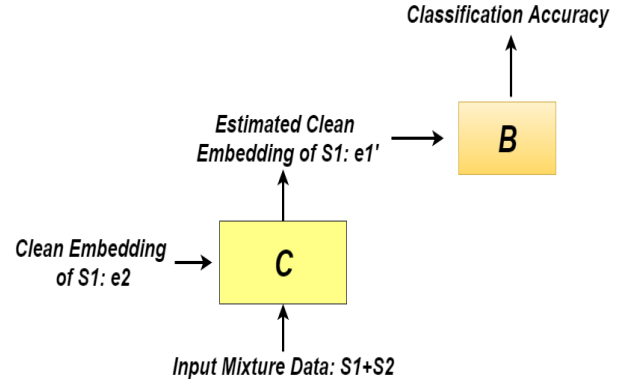 Classification Accuracy
Estimated Clean
Embedding of S1: e1'
B
Clean Embedding
of S1: e2
C
Input Mixture Data: S1+S2